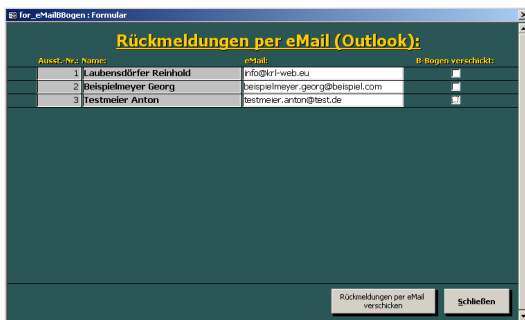 for_eMailBBogen : Formular
Rückmeldungen per eMail (Outlook):
Ausst.-Nr.: Name: eMail: B-Bogen verschickt:
1 Laubensdörfer Reinhold info@krl-web.eu
2 Beispielmeyer Georg beispielmeyer.georg@beispiel.com
3 Testmeier Anton testmeier.anton@test.de
Rückmeldungen per eMail
verschicken
Schließen